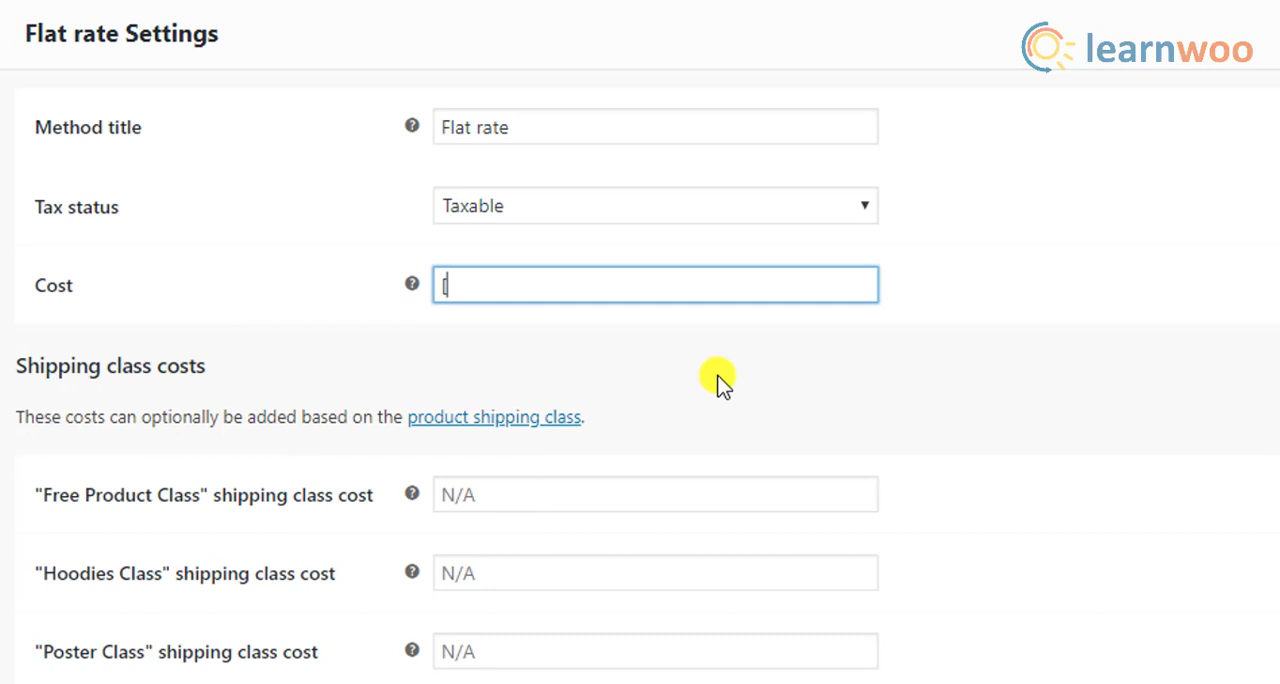 Flat rate Settings
learnwoo
Method title ? Flat rate
Tax status Taxable
Cost ? [
Shipping class costs
These costs can optionally be added based on the product shipping class.
"Free Product Class" shipping class cost ? N/A
"Hoodies Class" shipping class cost ? N/A
"Poster Class" shipping class cost ? N/A